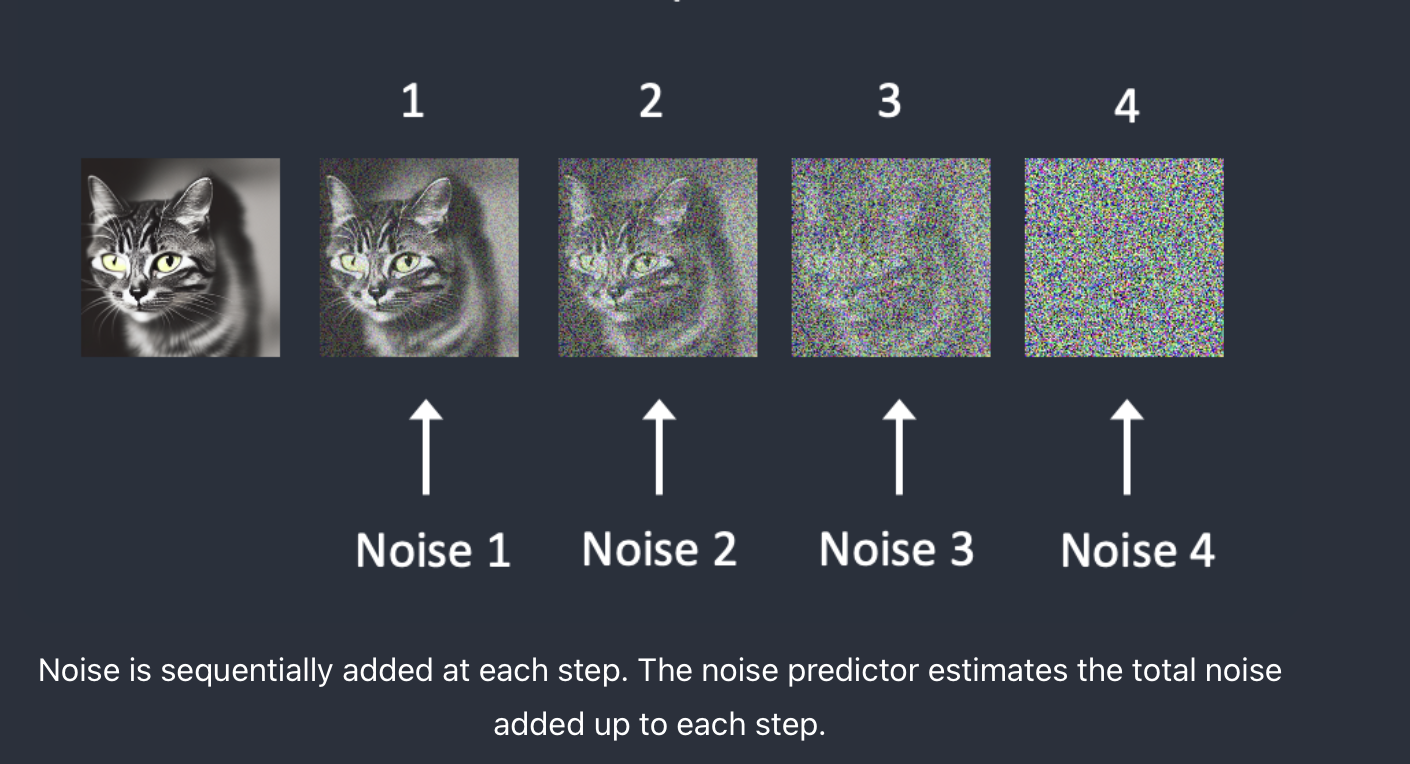 1 2 3 4
Noise 1 Noise 2 Noise 3 Noise 4
Noise is sequentially added at each step. The noise predictor estimates the total noise
added up to each step.